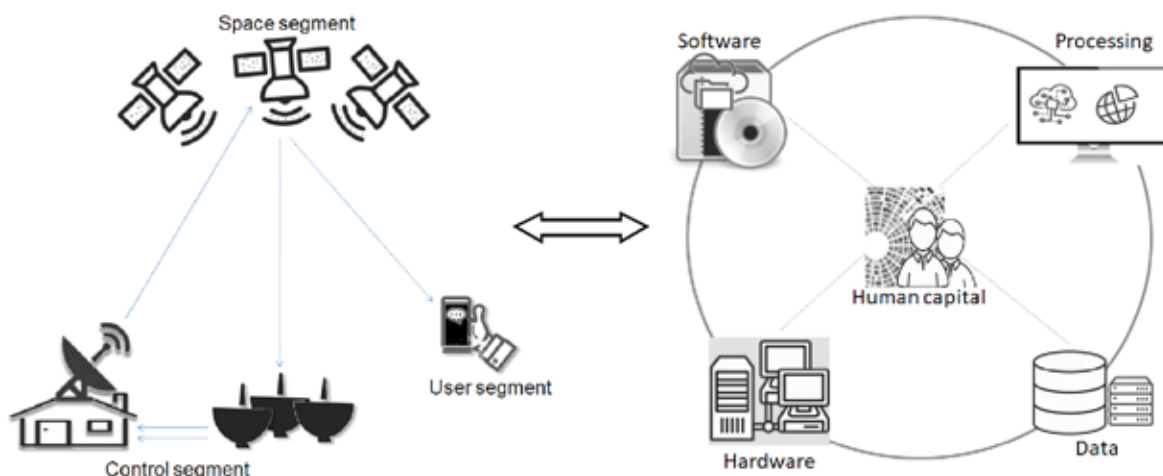 Space segment
Software
Processing
Human capital
User segment
Control segment
Hardware
Data